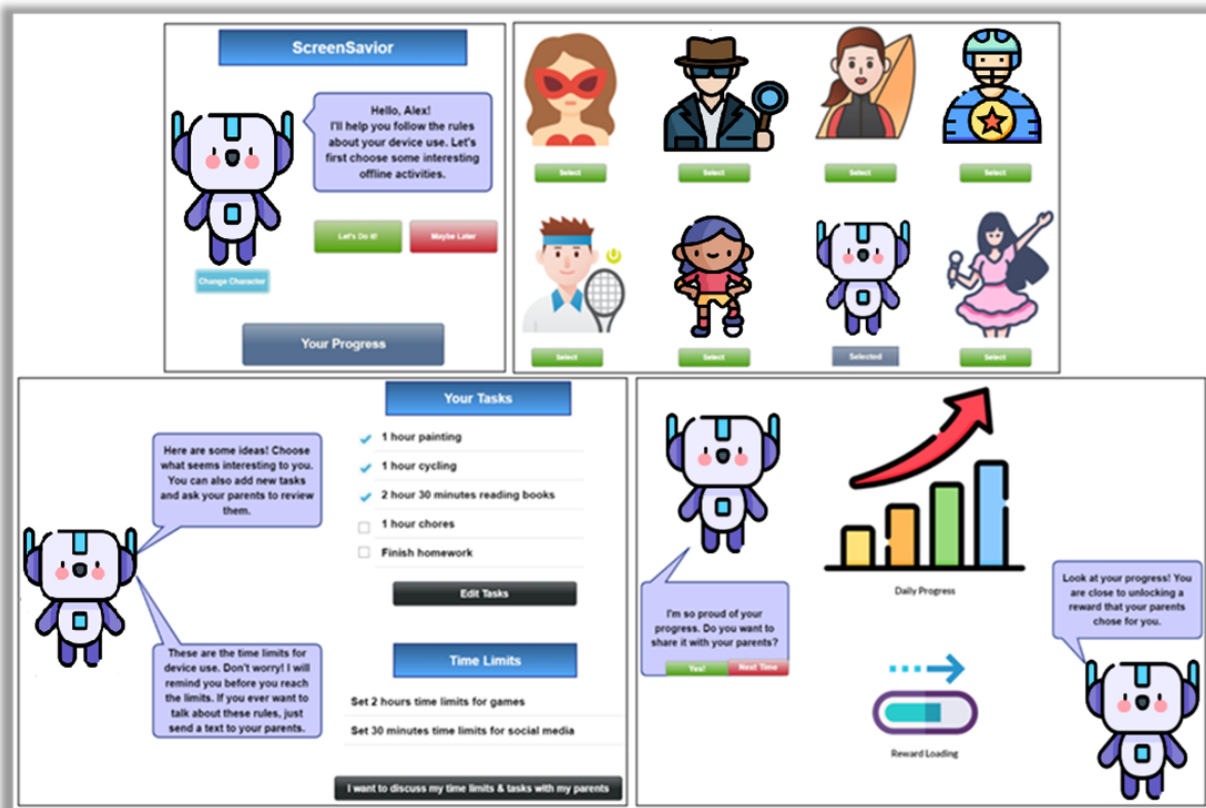 ScreenSavior
Hello, Alex!
I'll help you follow the rules
about your device use. Let's
first choose some interesting
offline activities.
Let's Do it!
Maybe Later
Change Character
Your Progress
Select
Select
Select
Select
Select
Select
Selected
Select
Here are some ideas! Choose
what seems interesting to you.
You can also add new tasks
and ask your parents to review
them.
These are the time limits for
device use. Don't worry! I will
remind you before you reach
the limits. If you ever want to
talk about these rules, just
send a text to your parents.
Your Tasks
1 hour painting
1 hour cycling
2 hour 30 minutes reading books
1 hour chores
Finish homework
Edit Tasks
Time Limits
Set 2 hours time limits for games
Set 30 minutes time limits for social media
I want to discuss my time limits & tasks with my parents
I'm so proud of your
progress. Do you want to
share it with your parents?
Yes!
Next Time
Daily Progress
Look at your progress! You
are close to unlocking a
reward that your parents
chose for you.
Reward Loading